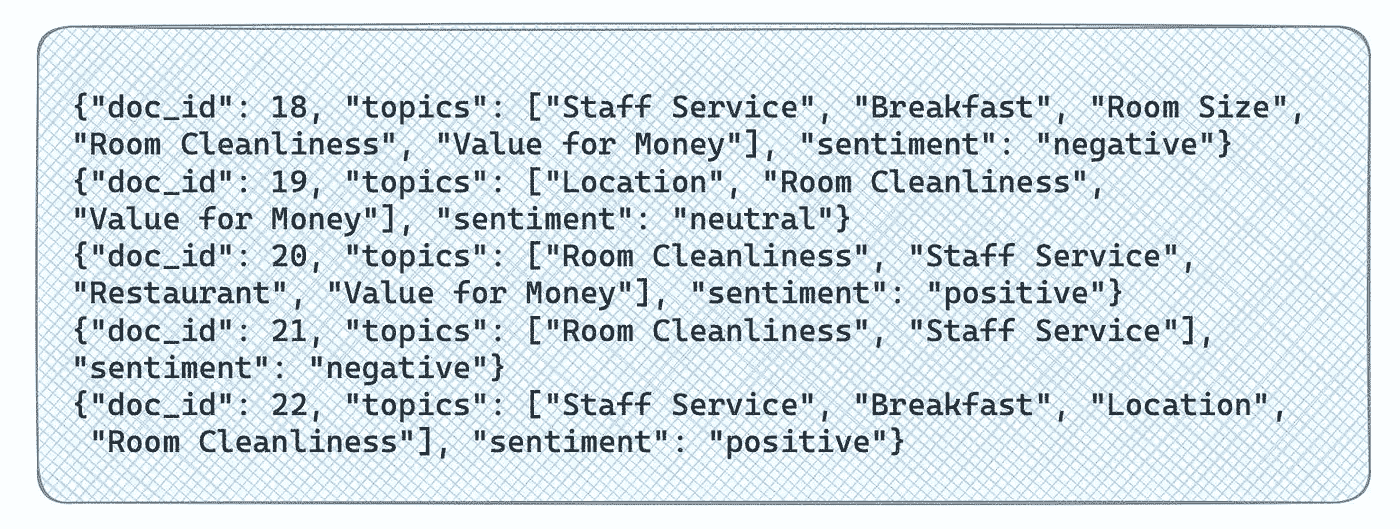 {"doc_id": 18, "topics": ["Staff Service", "Breakfast", "Room Size",
"Room Cleanliness", "Value for Money"], "sentiment": "negative"}
{"doc_id": 19, "topics": ["Location", "Room Cleanliness",
"Value for Money"], "sentiment": "neutral"}
{"doc_id": 20, "topics": ["Room Cleanliness", "Staff Service",
"Restaurant", "Value for Money"], "sentiment": "positive"}
{"doc_id": 21, "topics": ["Room Cleanliness", "Staff Service"],
"sentiment": "negative"}
{"doc_id": 22, "topics": ["Staff Service", "Breakfast", "Location",
"Room Cleanliness"], "sentiment": "positive"}